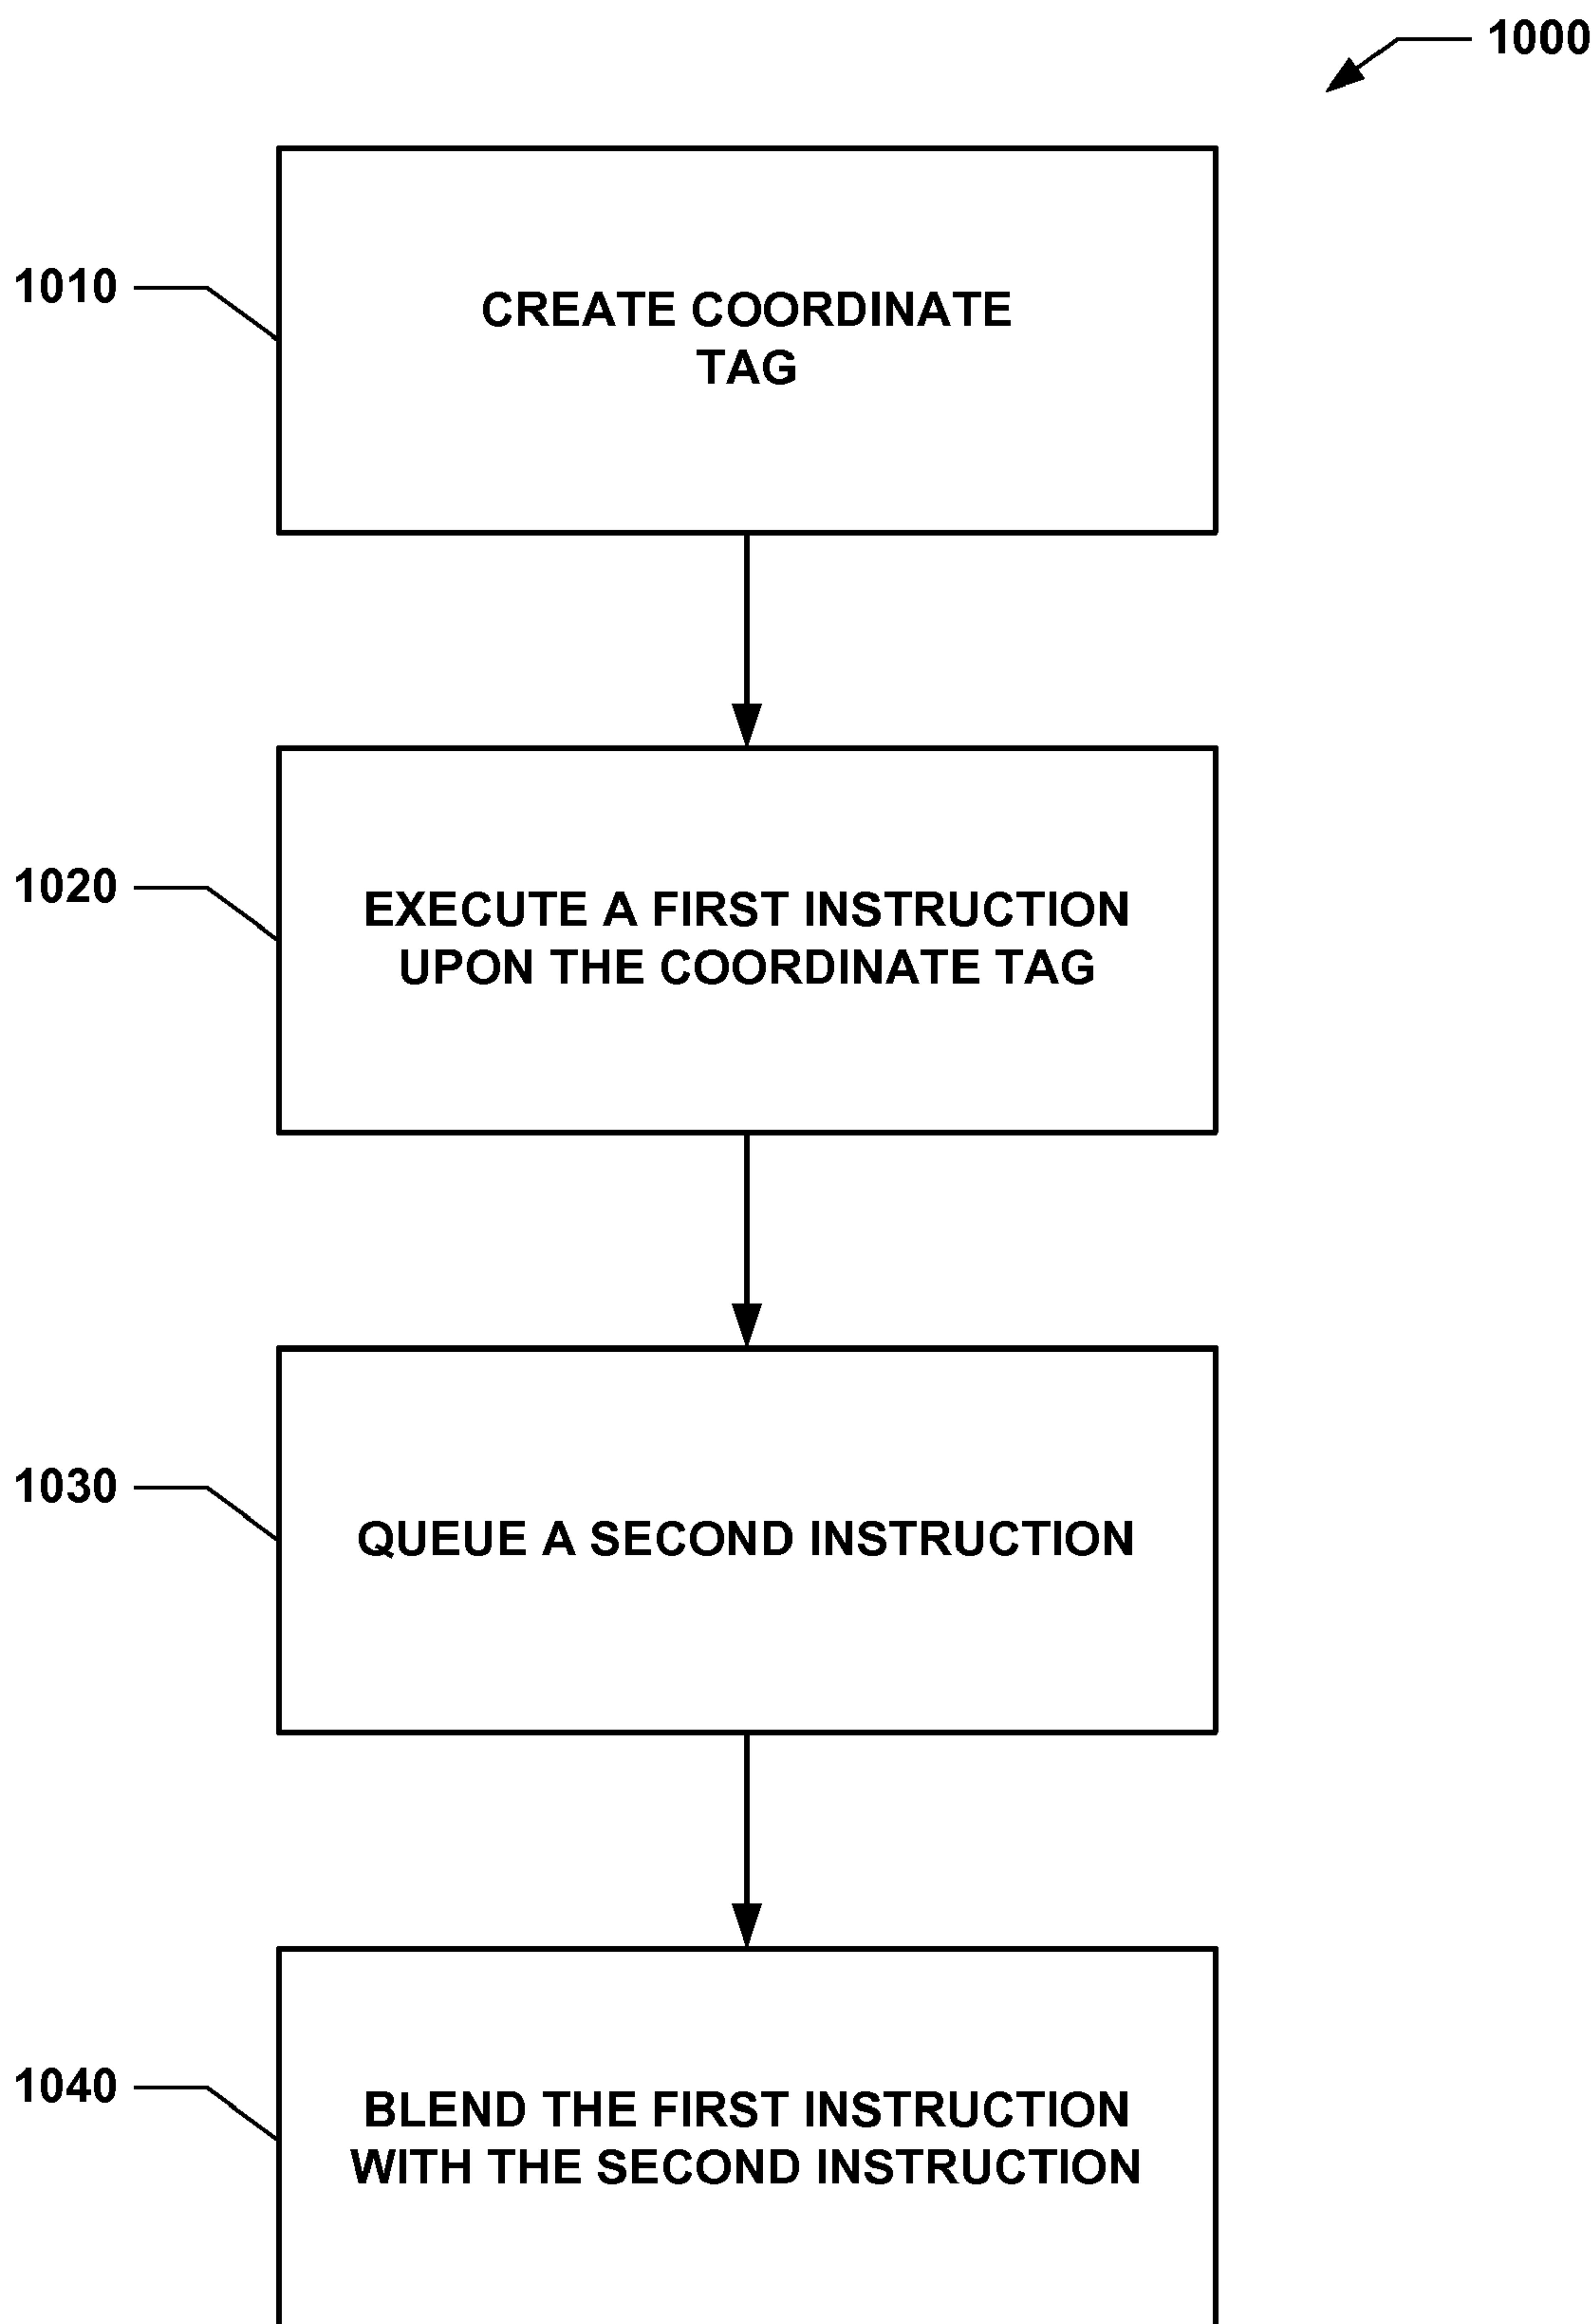 1000
1010
CREATE COORDINATE
TAG
1020
EXECUTE A FIRST INSTRUCTION
UPON THE COORDINATE TAG
1030
QUEUE A SECOND INSTRUCTION
1040
BLEND THE FIRST INSTRUCTION
WITH THE SECOND INSTRUCTION